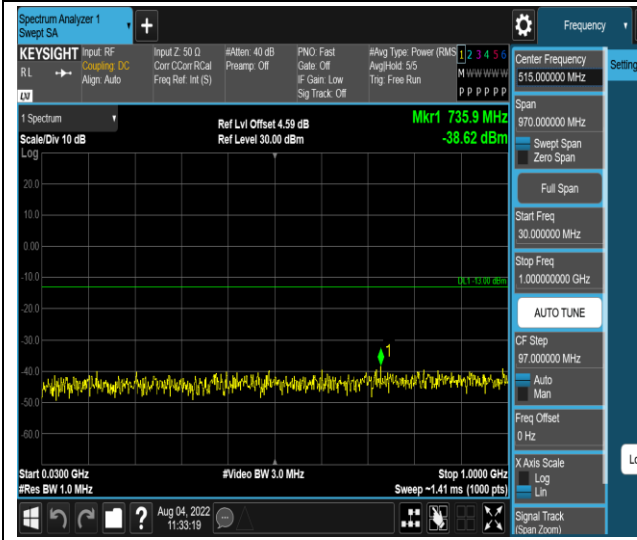 Spectrum Analyzer 1
Swept SA
+
Frequency
KEYSIGHT
RL
LXI
Input: RF
Coupling: DC
Align: Auto
Input Z: 50 Ω
Corr CCorr RCal
Freq Ref: Int (S)
#Atten: 40 dB
Preamp: Off
PNO: Fast
Gate: Off
IF Gain: Low
Sig Track: Off
#Avg Type: Power (RMS
Avg|Hold: 5/5
Trig: Free Run
1 2 3 4 5 6
M W W W W W
P P P P P P
1 Spectrum
Scale/Div 10 dB
Log
Ref Lvl Offset 4.59 dB
Ref Level 30.00 dBm
Mkr1 735.9 MHz
-38.62 dBm
20.0
10.0
0.00
-10.0
-20.0
-30.0
-40.0
-50.0
-60.0
DL1 -13.00 dBm
1
Start 0.0300 GHz
#Res BW 1.0 MHz
#Video BW 3.0 MHz
Stop 1.0000 GHz
Sweep ~1.41 ms (1000 pts)
?
Aug 04, 2022
11:33:19
Center Frequency
515.000000 MHz
Span
970.000000 MHz
Swept Span
Zero Span
Full Span
Start Freq
30.000000 MHz
Stop Freq
1.000000000 GHz
AUTO TUNE
CF Step
97.000000 MHz
Auto
Man
Freq Offset
0 Hz
X Axis Scale
Log
Lin
Signal Track
(Span Zoom)
Setting
Lo